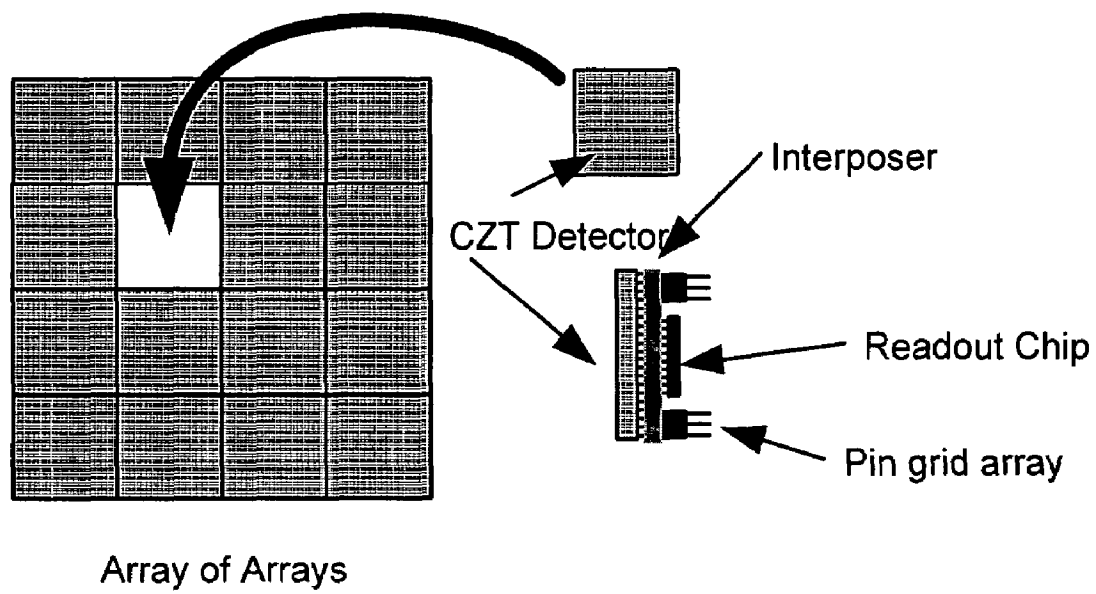 Interposer
CZT Detector
Readout Chip
Pin grid array
Array of Arrays